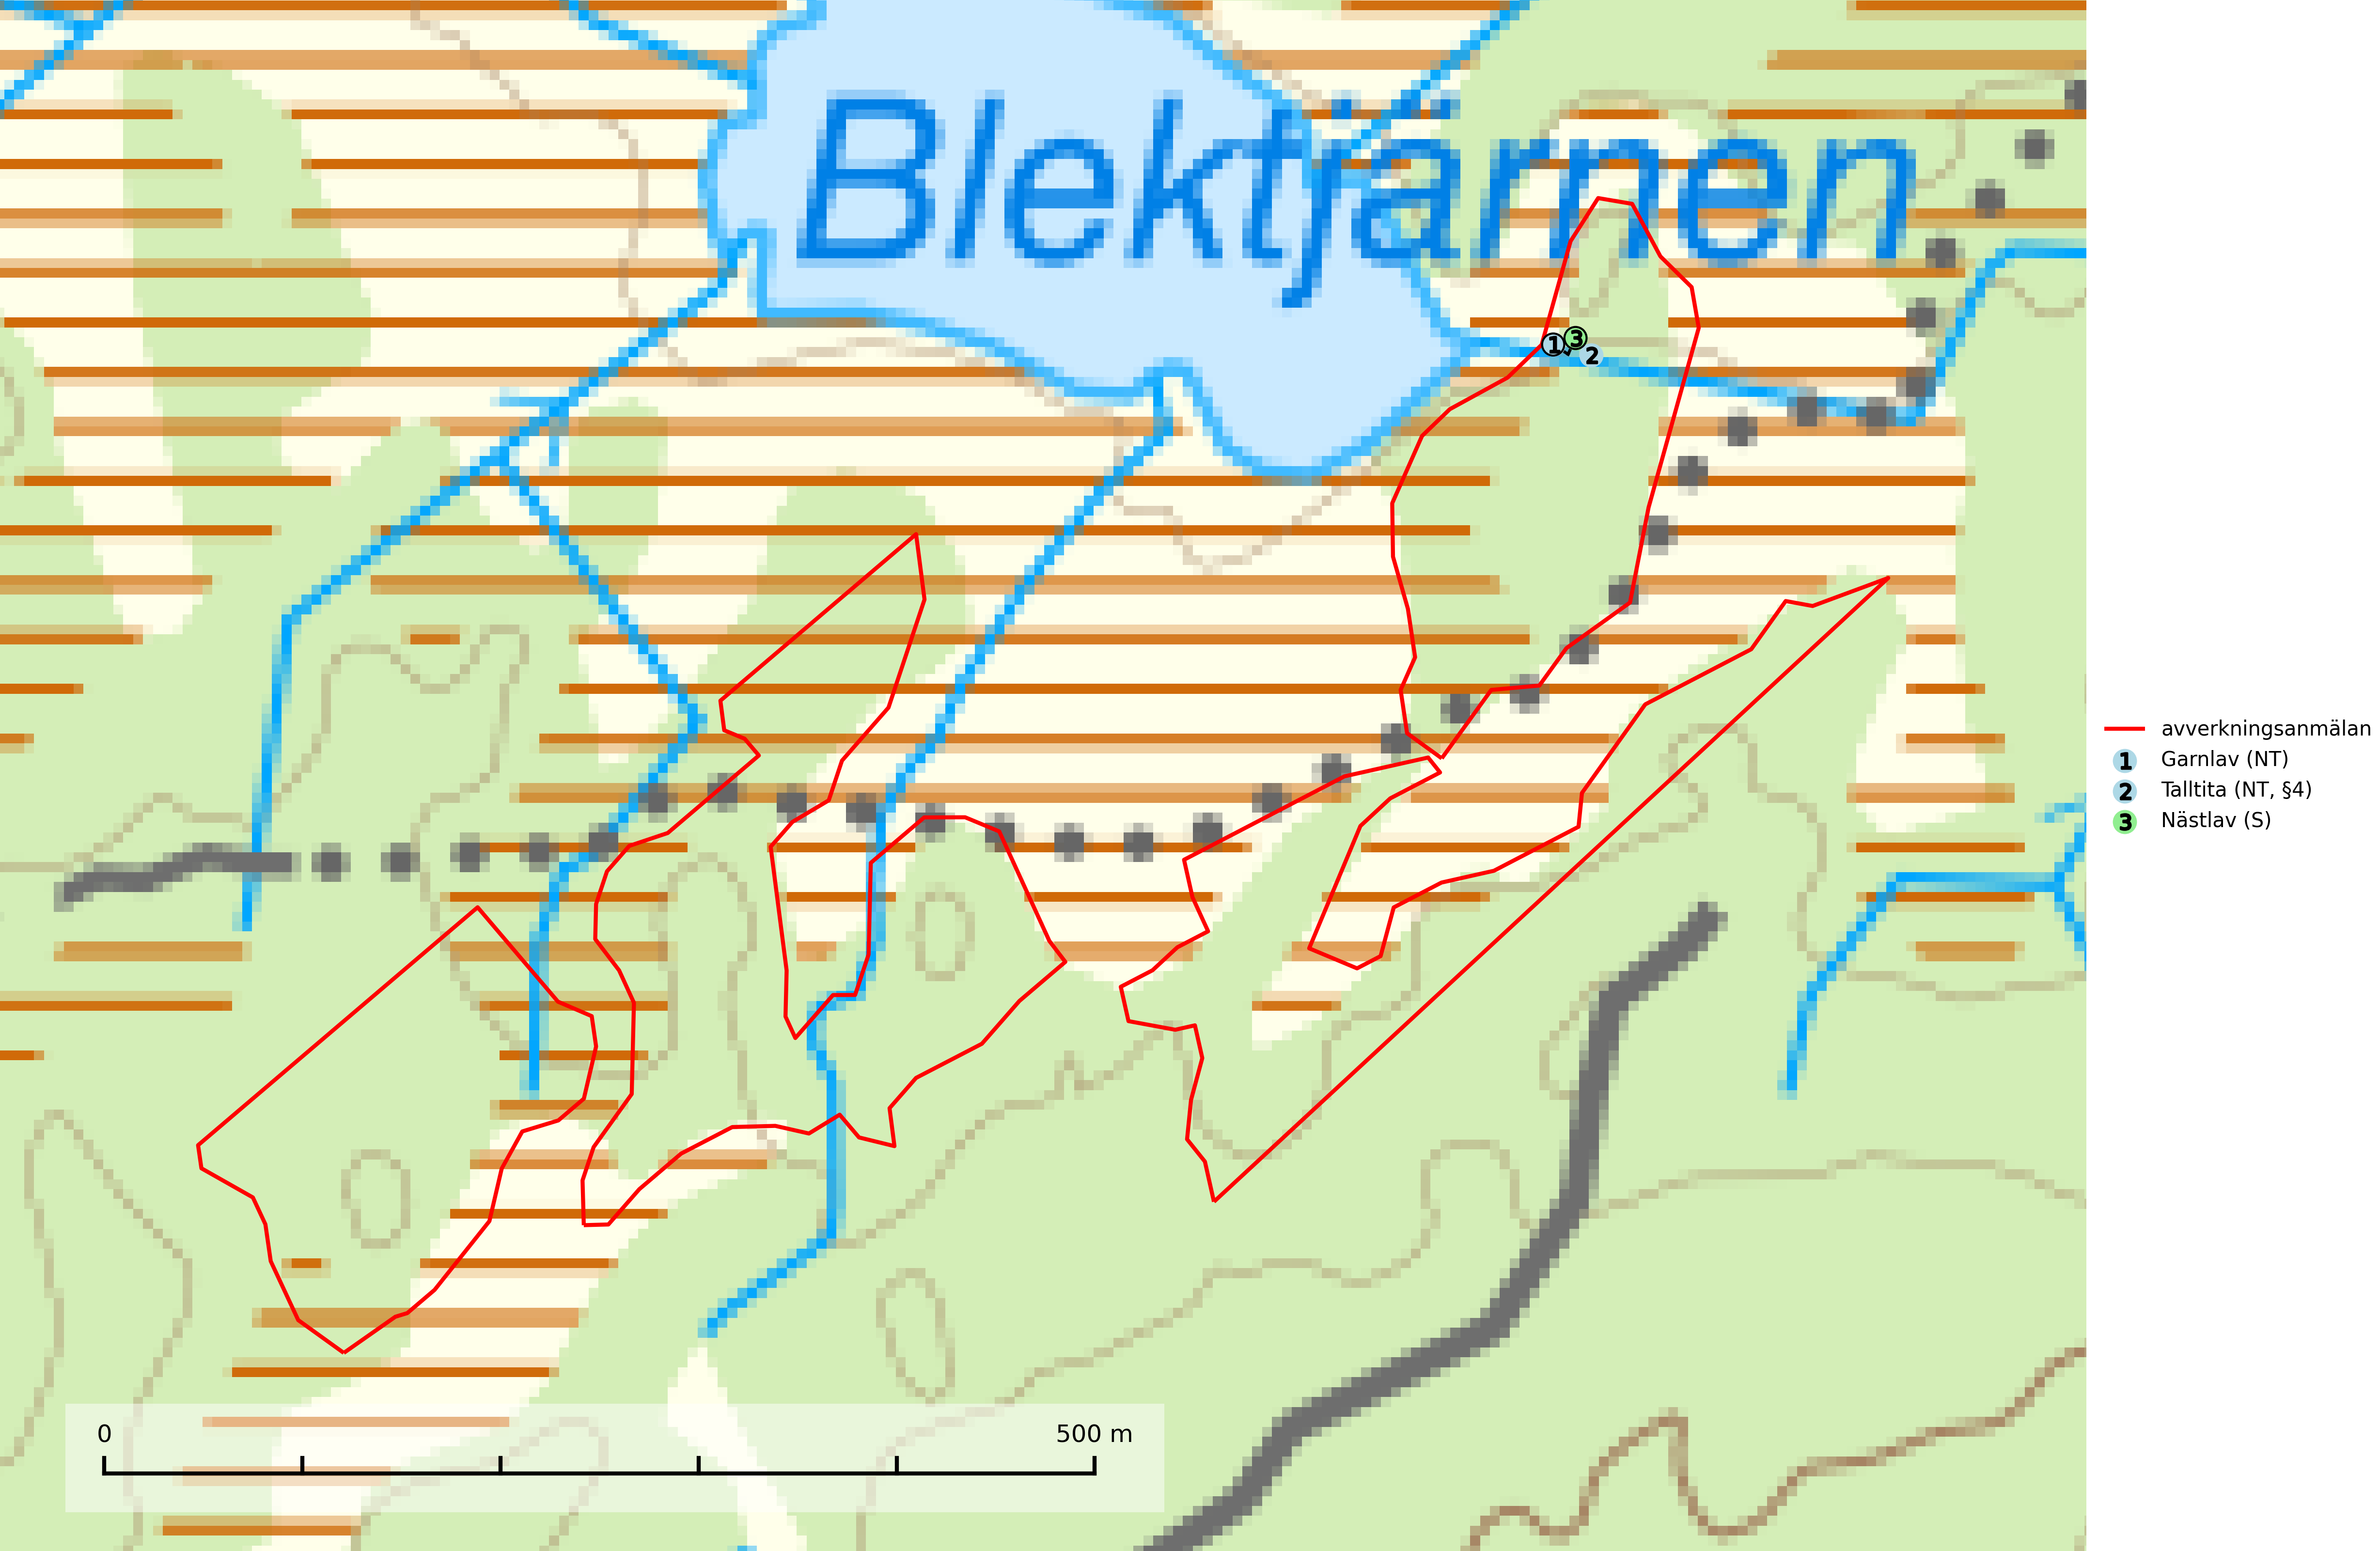 Blektjärnen
1
3
2
avverkningsanmälan
1 Garnlav (NT)
2 Talltita (NT, §4)
3 Nästlav (S)
0 500 m